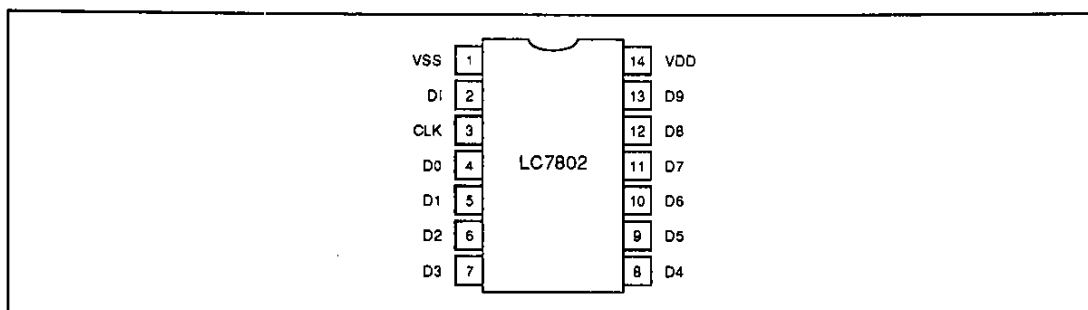 VSS 1 14 VDD
DI 2 13 D9
CLK 3 12 D8
D0 4 LC7802 11 D7
D1 5 10 D6
D2 6 9 D5
D3 7 8 D4